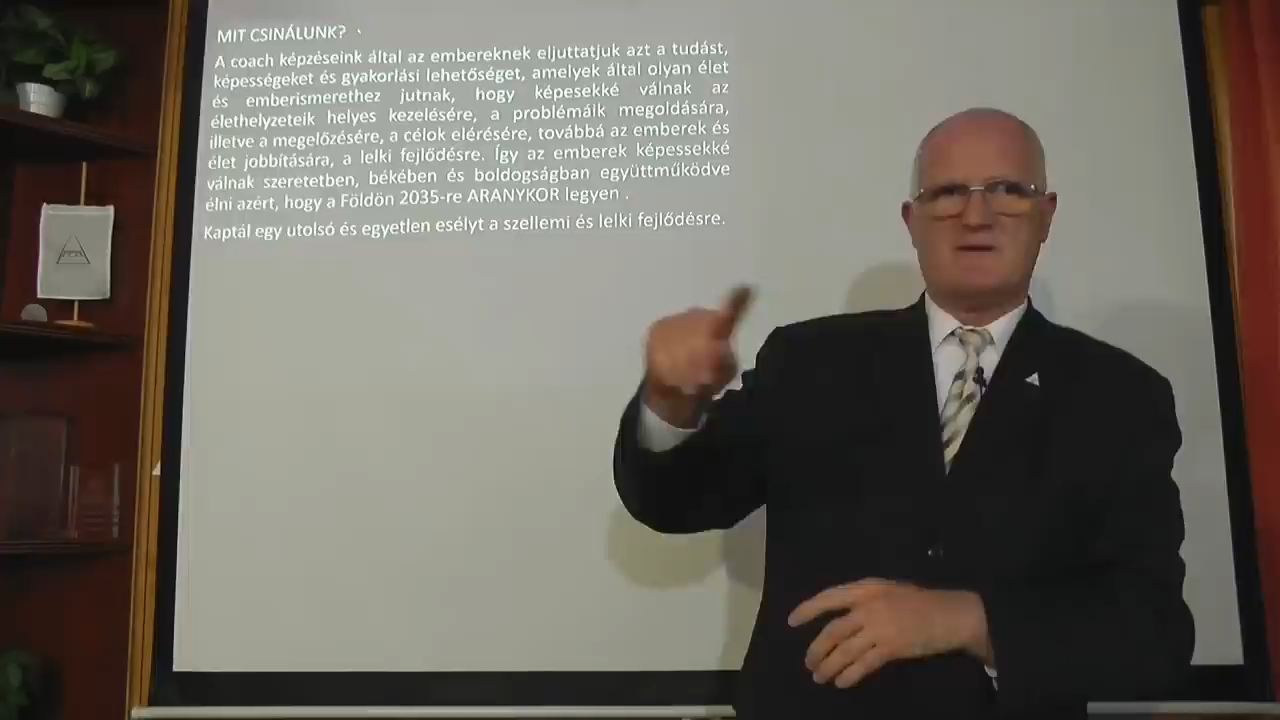 MIT CSINÁLUNK?
A coach képzéseink által az embereknek eljuttatjuk azt a tudást,
képességeket és gyakorlási lehetőséget, amelyek által olyan élet
és emberismerethez jutnak, hogy képesekké válnak az
élethelyzeteik helyes kezelésére, a problémáik megoldására,
illetve a megelőzésére, a célok elérésére, továbbá az emberek és
élet jobbítására, a lelki fejlődésre. Így az emberek képessekké
válnak szeretetben, békében és boldogságban együttműködve
élni azért, hogy a Földön 2035-re ARANYKOR legyen .
Kaptál egy utolsó és egyetlen esélyt a szellemi és lelki fejlődésre.